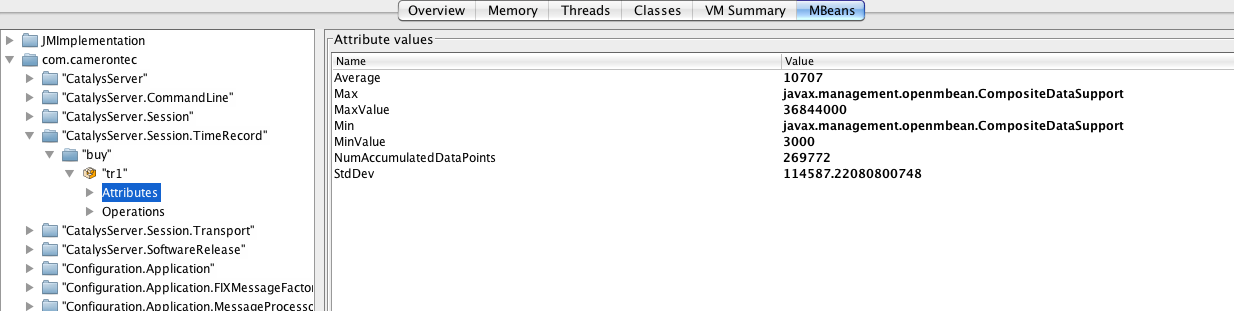 Overview Memory Threads Classes VM Summary MBeans
JMImplementation
com.camerontec
"CatalysServer"
"CatalysServer.CommandLine"
"CatalysServer.Session"
"CatalysServer.Session.TimeRecord"
"buy"
"tr1"
Attributes
Operations
"CatalysServer.Session.Transport"
"CatalysServer.SoftwareRelease"
"Configuration.Application"
"Configuration.Application.FIXMessageFactor
"Configuration.Application.MessageProcesso
Attribute values
Name Value
Average 10707
Max javax.management.openmbean.CompositeDataSupport
MaxValue 36844000
Min javax.management.openmbean.CompositeDataSupport
MinValue 3000
NumAccumulatedDataPoints 269772
StdDev 114587.22080800748